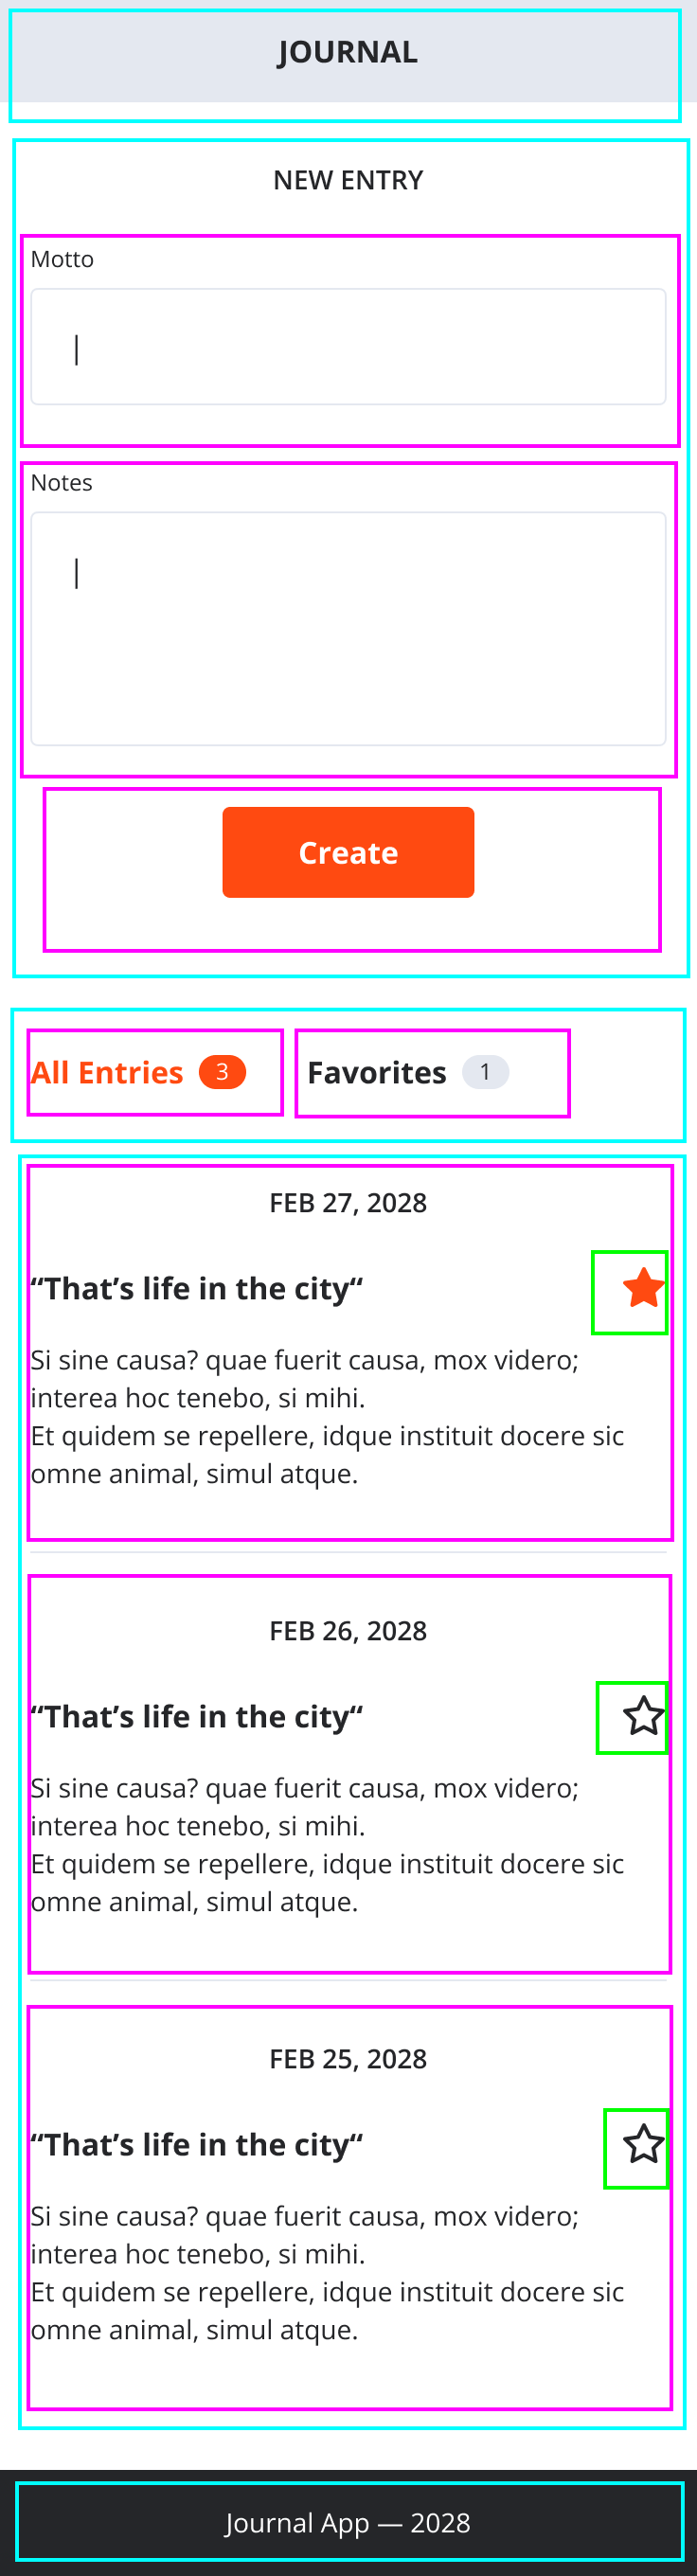 JOURNAL
NEW ENTRY
Motto
Notes
Create
All Entries 3 Favorites 1
FEB 27, 2028
“That’s life in the city“
Si sine causa? quae fuerit causa, mox videro;
interea hoc tenebo, si mihi.
Et quidem se repellere, idque instituit docere sic
omne animal, simul atque.
FEB 26, 2028
“That’s life in the city“
Si sine causa? quae fuerit causa, mox videro;
interea hoc tenebo, si mihi.
Et quidem se repellere, idque instituit docere sic
omne animal, simul atque.
FEB 25, 2028
“That’s life in the city“
Si sine causa? quae fuerit causa, mox videro;
interea hoc tenebo, si mihi.
Et quidem se repellere, idque instituit docere sic
omne animal, simul atque.
Journal App — 2028